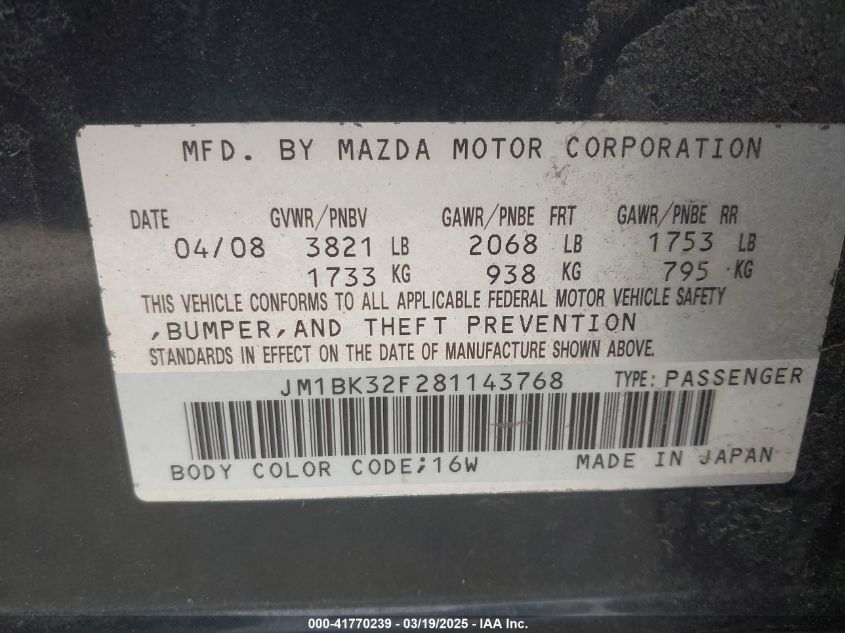 MFD. BY MAZDA MOTOR CORPORATION
DATE GVWR/PNBV GAWR/PNBE FRT GAWR/PNBE RR
04/08 3821 LB 2068 LB 1753 LB
1733 KG 938 KG 795 KG
THIS VEHICLE CONFORMS TO ALL APPLICABLE FEDERAL MOTOR VEHICLE SAFETY
,BUMPER,AND THEFT PREVENTION
STANDARDS IN EFFECT ON THE DATE OF MANUFACTURE SHOWN ABOVE.
JM1BK32F281143768 TYPE: PASSENGER
BODY COLOR CODE;16W MADE IN JAPAN
000-41770239 - 03/19/2025 - IAA Inc.